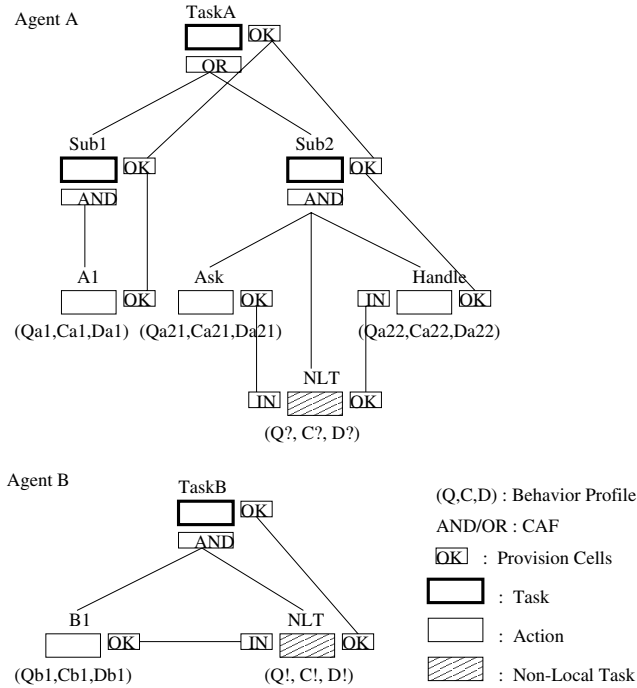 Agent A
TaskA
OK
OR
Sub1
OK
AND
Sub2
OK
AND
A1
OK
(Qa1,Ca1,Da1)
Ask
OK
(Qa21,Ca21,Da21)
Handle
IN
OK
(Qa22,Ca22,Da22)
NLT
IN
OK
(Q?, C?, D?)
Agent B
TaskB
OK
AND
B1
OK
(Qb1,Cb1,Db1)
NLT
IN
OK
(Q!, C!, D!)
(Q,C,D) : Behavior Profile
AND/OR : CAF
OK : Provision Cells
: Task
: Action
: Non-Local Task